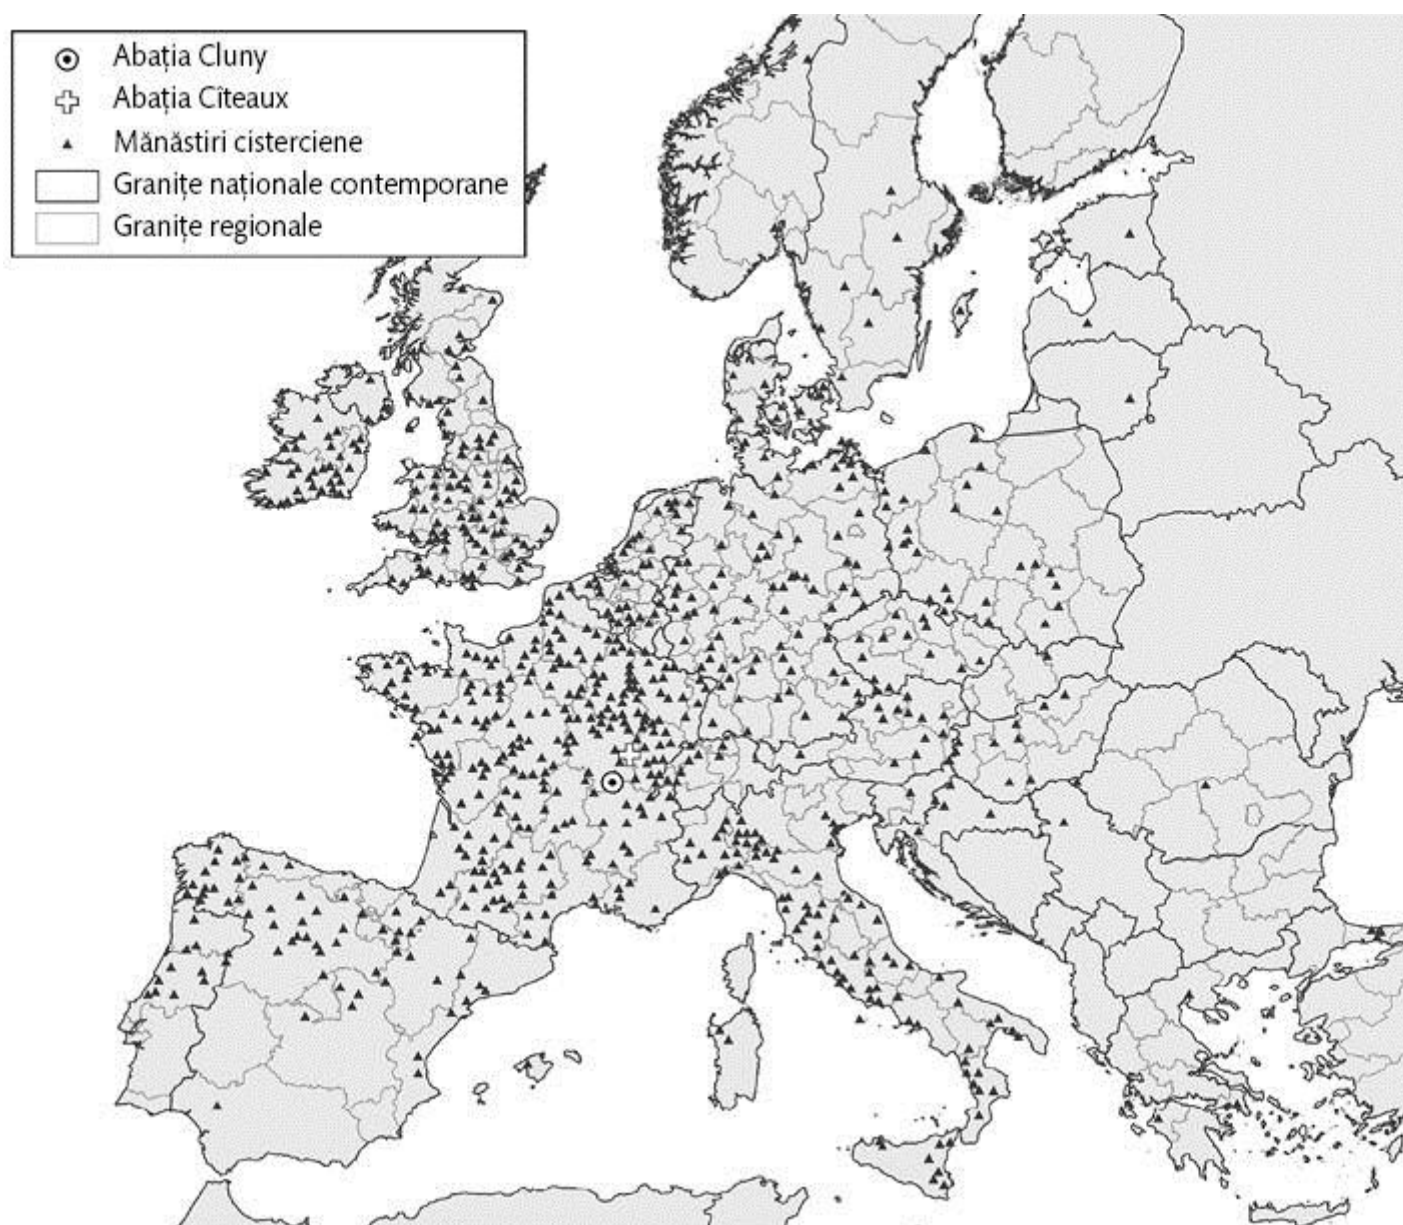 Abația Cluny
Abația Cîteaux
Mănăstiri cisterciene
Granițe naționale contemporane
Granițe regionale